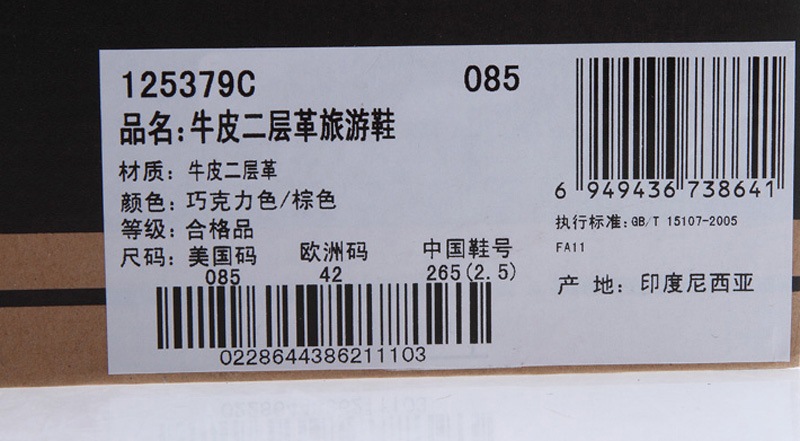 125379C 085
品名:牛皮二层革旅游鞋
材质: 牛皮二层革
颜色: 巧克力色/棕色
等级: 合格品
尺码: 美国码 欧洲码 中国鞋号
085 42 265(2.5)
0228644386211103
6 949436 738641
执行标准: GB/T 15107-2005
FA11
产 地: 印度尼西亚